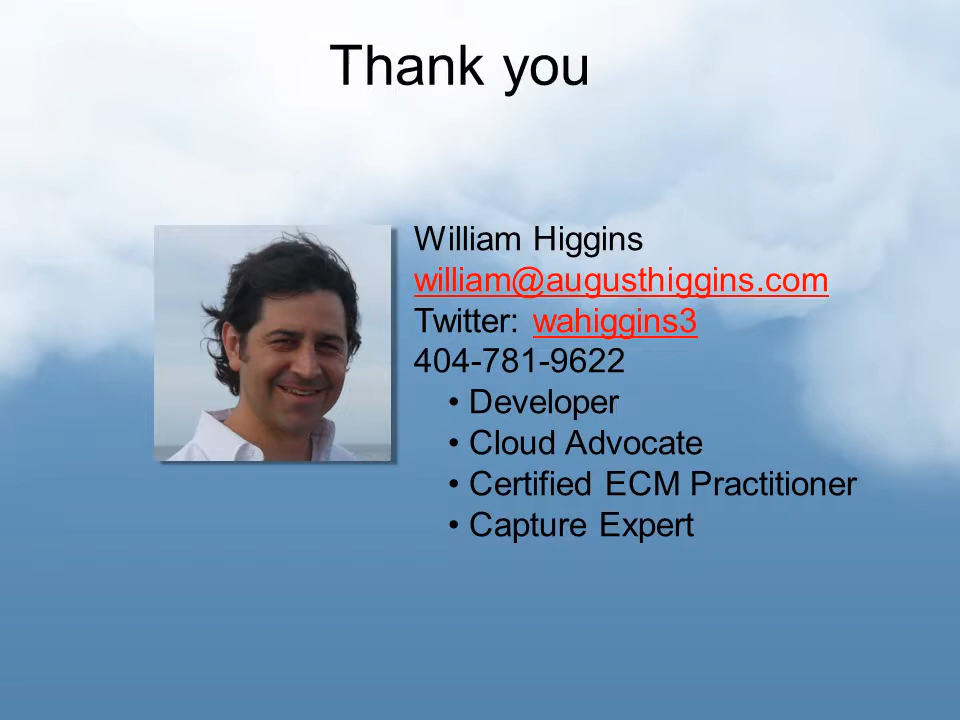 Thank you
William Higgins
william@augusthiggins.com
Twitter: wahiggins3
404-781-9622
• Developer
• Cloud Advocate
• Certified ECM Practitioner
• Capture Expert